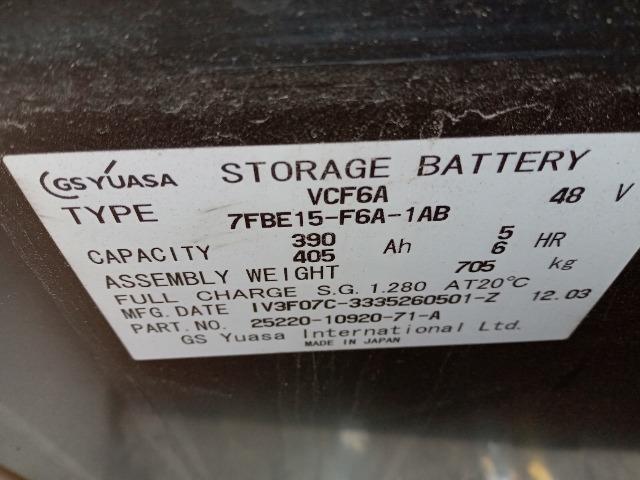 GS YUASA STORAGE BATTERY
VCF6A 48 V
TYPE 7FBE15-F6A-1AB
390 5
CAPACITY 405 Ah 6 HR
ASSEMBLY WEIGHT 705 kg
FULL CHARGE S.G. 1.280 AT20℃
MFG. DATE IV3F07C-3335260501-Z 12.03
PART.NO. 25220-10920-71-A
GS Yuasa International Ltd.
MADE IN JAPAN